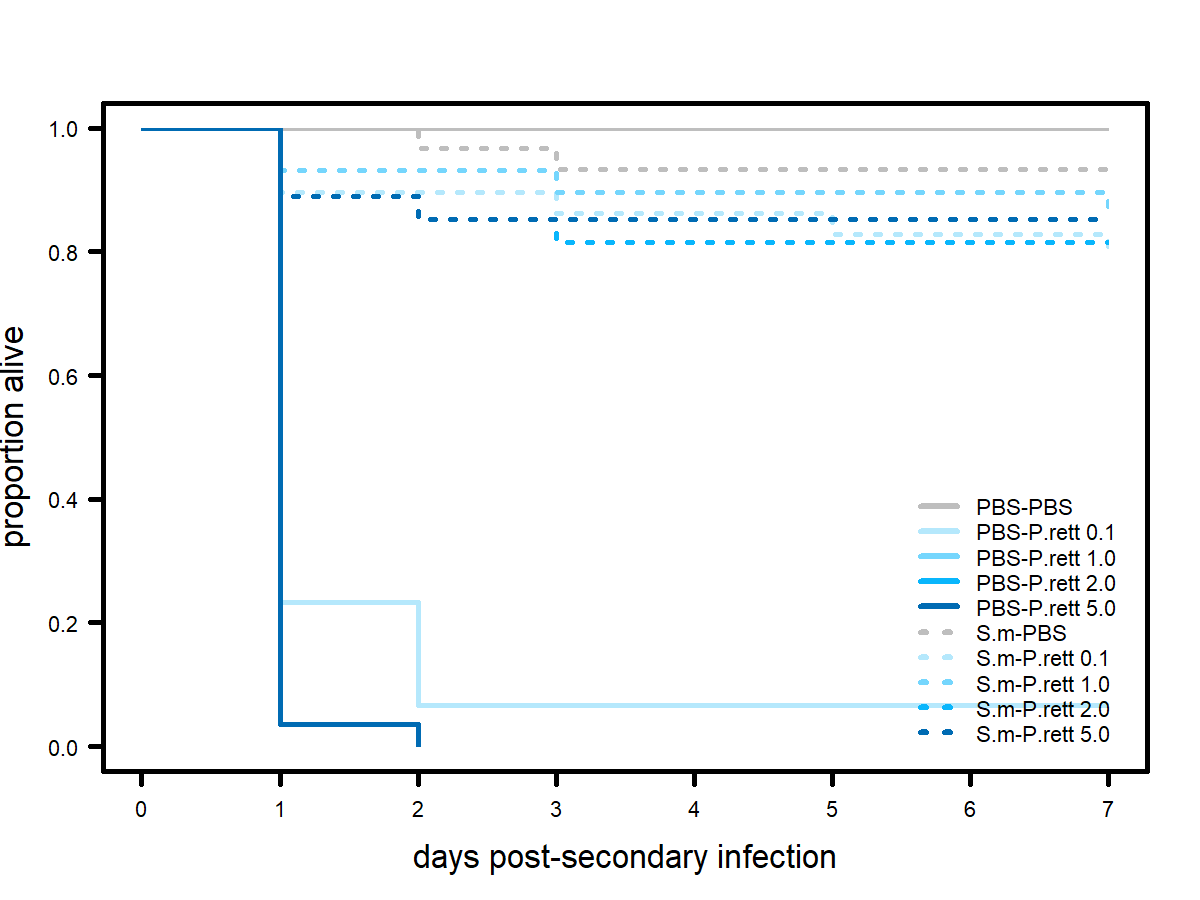 1.0
0.8
0.6
0.4
0.2
0.0
proportion alive
PBS-PBS
PBS-P.rett 0.1
PBS-P.rett 1.0
PBS-P.rett 2.0
PBS-P.rett 5.0
S.m-PBS
S.m-P.rett 0.1
S.m-P.rett 1.0
S.m-P.rett 2.0
S.m-P.rett 5.0
0 1 2 3 4 5 6 7
days post-secondary infection